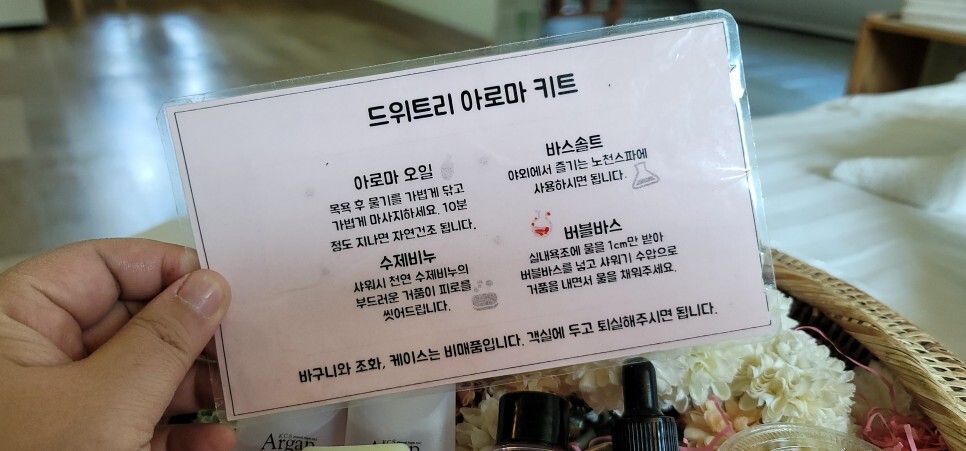 드위트리 아로마 키트
아로마 오일
목욕 후 물기를 가볍게 닦고
가볍게 마사지하세요. 10분
정도 지나면 자연건조 됩니다.
수제비누
샤워시 천연 수제비누의
부드러운 거품이 피로를
씻어드립니다.
바스솔트
야외에서 즐기는 노천스파에
사용하시면 됩니다.
버블바스
실내욕조에 물을 1cm만 받아
버블바스를 넣고 샤워기 수압으로
거품을 내면서 물을 채워주세요.
바구니와 조화, 케이스는 비매품입니다. 객실에 두고 퇴실해주시면 됩니다.
KCS
Argan